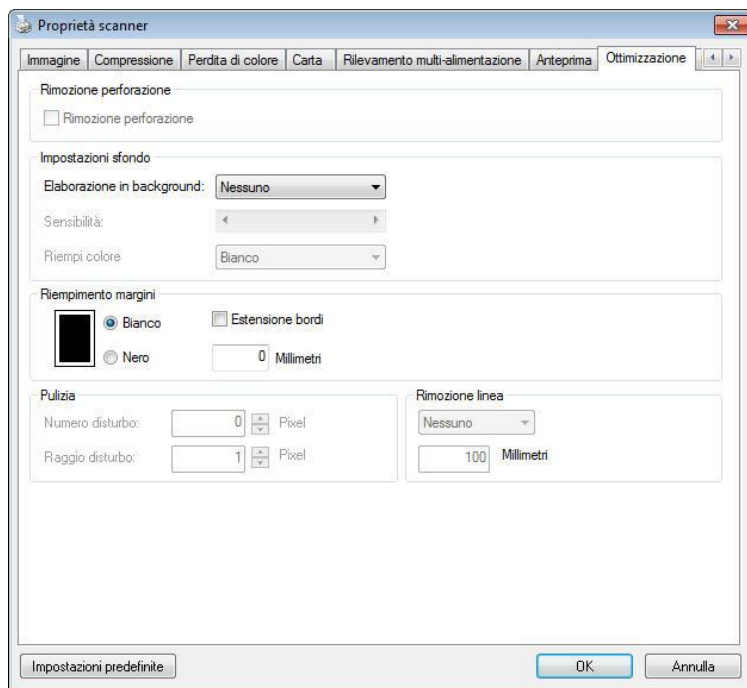 Proprietà scanner
Immagine Compressione Perdita di colore Carta Rilevamento multi-alimentazione Anteprima Ottimizzazione
Rimozione perforazione
Rimozione perforazione
Impostazioni sfondo
Elaborazione in background: Nessuno
Sensibilità:
Riempi colore Bianco
Riempimento margini
Bianco Estensione bordi
Nero 0 Millimetri
Pulizia
Numero disturbo: 0 Pixel
Raggio disturbo: 1 Pixel
Rimozione linea
Nessuno
100 Millimetri
Impostazioni predefinite OK Annulla